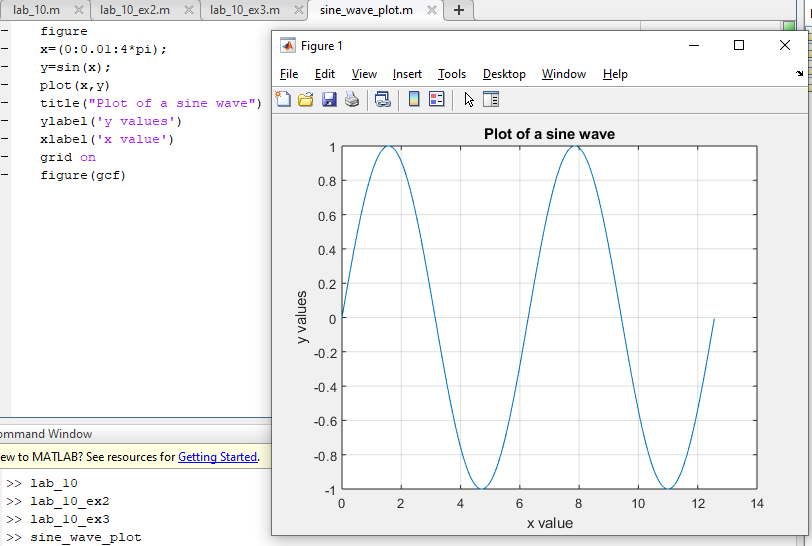 lab_10.m lab_10_ex2.m lab_10_ex3.m sine_wave_plot.m
figure
x=(0:0.01:4*pi);
y=sin(x);
plot(x,y)
title("Plot of a sine wave")
ylabel('y values')
xlabel('x value')
grid on
figure(gcf)
Figure 1
File Edit View Insert Tools Desktop Window Help
Plot of a sine wave
1
0.8
0.6
0.4
0.2
0
-0.2
-0.4
-0.6
-0.8
-1
y values
0 2 4 6 8 10 12 14
x value
ommand Window
ew to MATLAB? See resources for Getting Started.
>> lab_10
>> lab_10_ex2
>> lab_10_ex3
>> sine_wave_plot